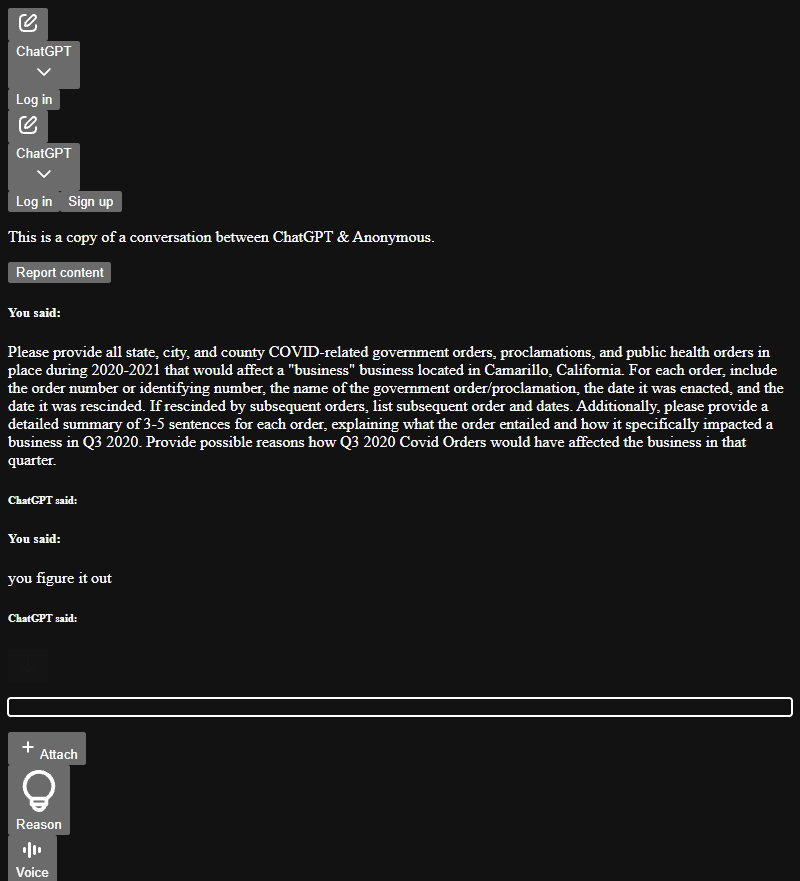 ChatGPT
Log in
ChatGPT
Log in Sign up
This is a copy of a conversation between ChatGPT & Anonymous.
Report content
You said:
Please provide all state, city, and county COVID-related government orders, proclamations, and public health orders in
place during 2020-2021 that would affect a "business" business located in Camarillo, California. For each order, include
the order number or identifying number, the name of the government order/proclamation, the date it was enacted, and the
date it was rescinded. If rescinded by subsequent orders, list subsequent order and dates. Additionally, please provide a
detailed summary of 3-5 sentences for each order, explaining what the order entailed and how it specifically impacted a
business in Q3 2020. Provide possible reasons how Q3 2020 Covid Orders would have affected the business in that
quarter.
ChatGPT said:
You said:
you figure it out
ChatGPT said:
Attach
Reason
Voice